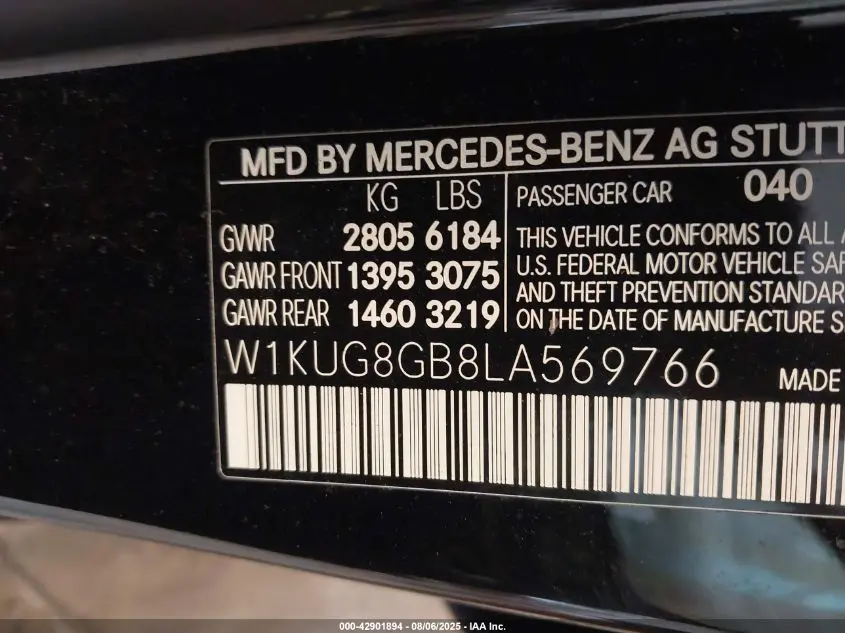 MFD BY MERCEDES-BENZ AG STUTT
KG LBS
PASSENGER CAR 040
GVWR 2805 6184
GAWR FRONT 1395 3075
GAWR REAR 1460 3219
THIS VEHICLE CONFORMS TO ALL A
U.S. FEDERAL MOTOR VEHICLE SAF
AND THEFT PREVENTION STANDAR
ON THE DATE OF MANUFACTURE S
W1KUG8GB8LA569766
MADE
000-42901894 - 08/06/2025 - IAA Inc.